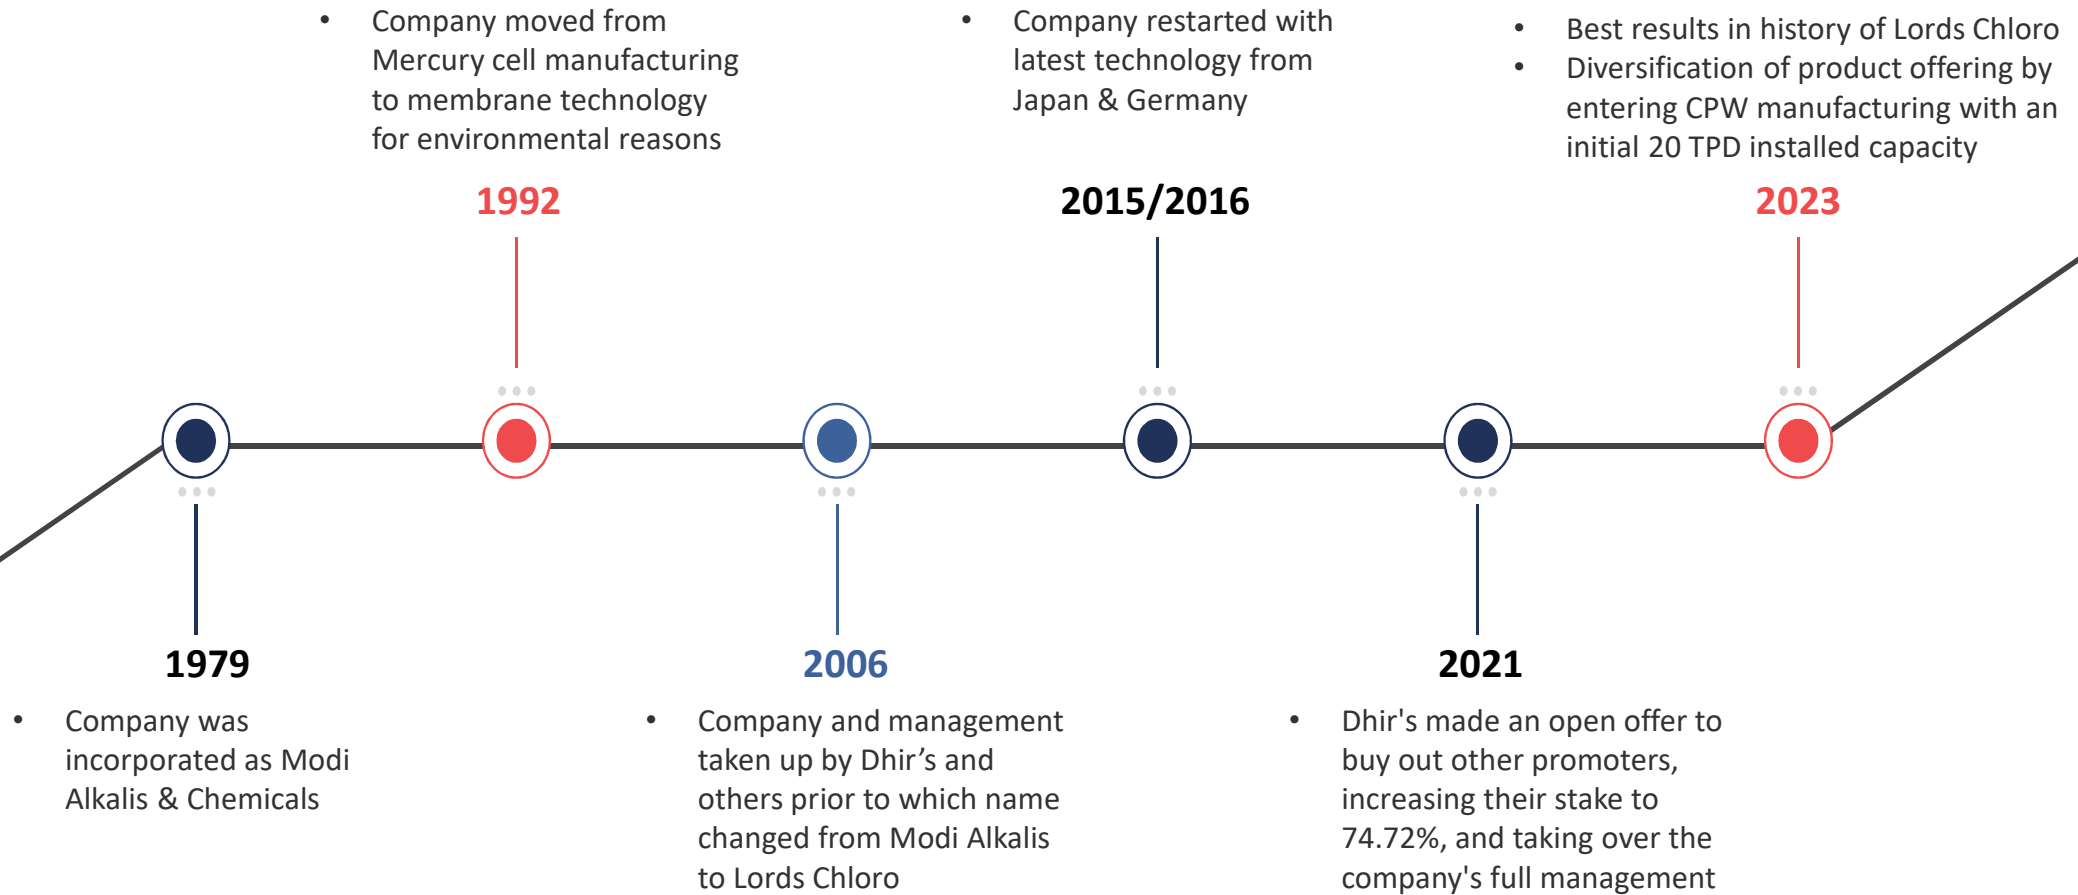 • Company moved from
Mercury cell manufacturing
to membrane technology
for environmental reasons
1992
• Company restarted with
latest technology from
Japan & Germany
2015/2016
• Best results in history of Lords Chloro
• Diversification of product offering by
entering CPW manufacturing with an
initial 20 TPD installed capacity
2023
1979
• Company was
incorporated as Modi
Alkalis & Chemicals
2006
• Company and management
taken up by Dhir’s and
others prior to which name
changed from Modi Alkalis
to Lords Chloro
2021
• Dhir's made an open offer to
buy out other promoters,
increasing their stake to
74.72%, and taking over the
company's full management